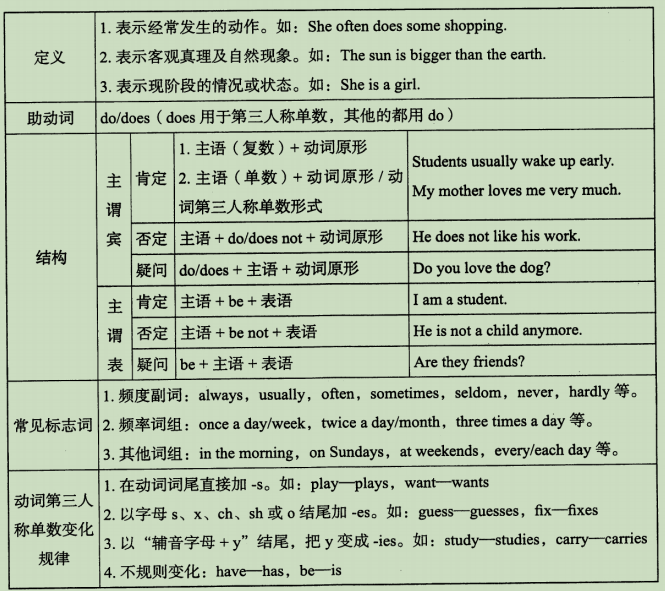 定义
1. 表示经常发生的动作。如：She often does some shopping.
2. 表示客观真理及自然现象。如：The sun is bigger than the earth.
3. 表示现阶段的情况或状态。如：She is a girl.
助动词
do/does（does 用于第三人称单数，其他的都用 do）
结构
主
谓
宾
肯定
1. 主语（复数）+ 动词原形
2. 主语（单数）+ 动词原形 / 动
词第三人称单数形式
Students usually wake up early.
My mother loves me very much.
否定
主语 + do/does not + 动词原形
He does not like his work.
疑问
do/does + 主语 + 动词原形
Do you love the dog?
主
谓
表
肯定
主语 + be + 表语
I am a student.
否定
主语 + be not + 表语
He is not a child anymore.
疑问
be + 主语 + 表语
Are they friends?
常见标志词
1. 频度副词：always，usually，often，sometimes，seldom，never，hardly 等。
2. 频率词组：once a day/week，twice a day/month，three times a day 等。
3. 其他词组：in the morning，on Sundays，at weekends，every/each day 等。
动词第三人
称单数变化
规律
1. 在动词词尾直接加 -s。如：play—plays，want—wants
2. 以字母 s、x、ch、sh 或 o 结尾加 -es。如：guess—guesses，fix—fixes
3. 以“辅音字母 + y”结尾，把 y 变成 -ies。如：study—studies，carry—carries
4. 不规则变化：have—has，be—is